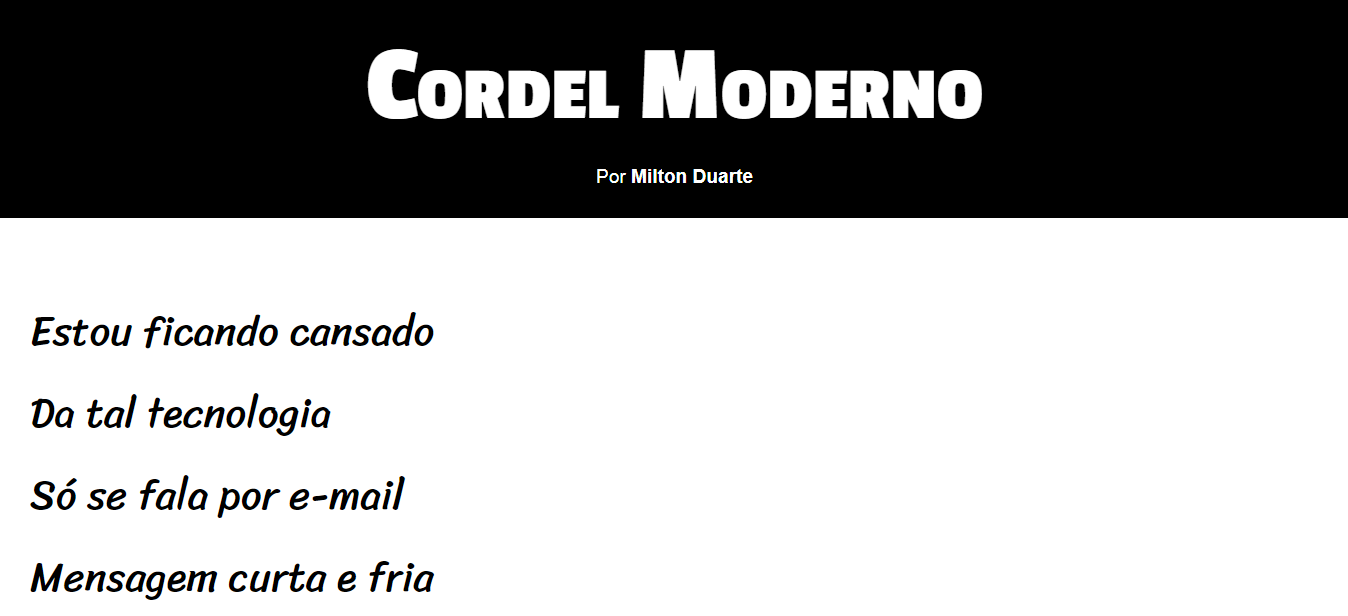 Cordel Moderno
Por Milton Duarte
Estou ficando cansado
Da tal tecnologia
Só se fala por e-mail
Mensagem curta e fria